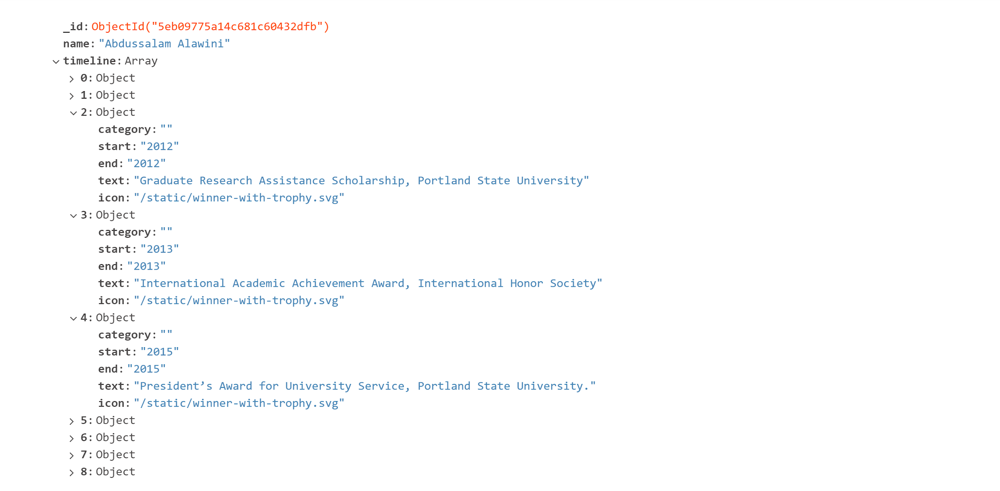 _id: ObjectId("5eb09775a14c681c60432dfb")
name: "Abdussalam Alawini"
timeline: Array
0: Object
1: Object
2: Object
category: ""
start: "2012"
end: "2012"
text: "Graduate Research Assistance Scholarship, Portland State University"
icon: "/static/winner-with-trophy.svg"
3: Object
category: ""
start: "2013"
end: "2013"
text: "International Academic Achievement Award, International Honor Society"
icon: "/static/winner-with-trophy.svg"
4: Object
category: ""
start: "2015"
end: "2015"
text: "President’s Award for University Service, Portland State University."
icon: "/static/winner-with-trophy.svg"
5: Object
6: Object
7: Object
8: Object